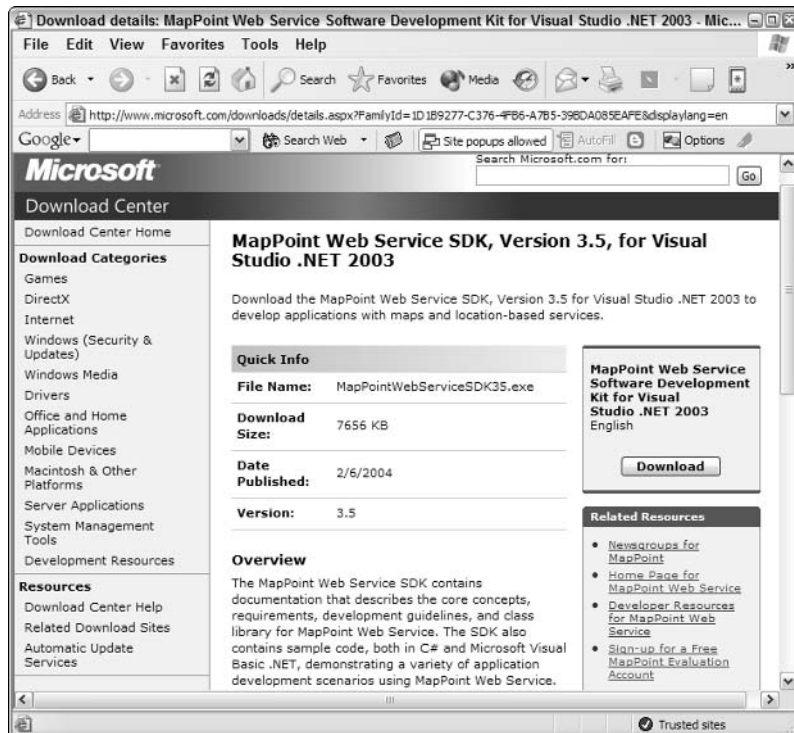 Download details: MapPoint Web Service Software Development Kit for Visual Studio .NET 2003 - Mic...
File Edit View Favorites Tools Help
Back Search Favorites Media
Address http://www.microsoft.com/downloads/details.aspx?FamilyId=1D1B9277-C376-4FB6-A7B5-39BDA085EAFE&displaylang=en
Google Search Web Site popups allowed AutoFill Options
Microsoft
Search Microsoft.com for:
Go
Download Center
Download Center Home
Download Categories
Games
DirectX
Internet
Windows (Security &
Updates)
Windows Media
Drivers
Office and Home
Applications
Mobile Devices
Macintosh & Other
Platforms
Server Applications
System Management
Tools
Development Resources
Resources
Download Center Help
Related Download Sites
Automatic Update
Services
MapPoint Web Service SDK, Version 3.5, for Visual
Studio .NET 2003
Download the MapPoint Web Service SDK, Version 3.5 for Visual Studio .NET 2003 to
develop applications with maps and location-based services.
Quick Info
File Name: MapPointWebServiceSDK35.exe
Download
Size: 7656 KB
Date
Published: 2/6/2004
Version: 3.5
Overview
The MapPoint Web Service SDK contains
documentation that describes the core concepts,
requirements, development guidelines, and class
library for MapPoint Web Service. The SDK also
contains sample code, both in C# and Microsoft Visual
Basic .NET, demonstrating a variety of application
development scenarios using MapPoint Web Service.
MapPoint Web Service
Software Development
Kit for Visual
Studio .NET 2003
English
Download
Related Resources
Newsgroups for
MapPoint
Home Page for
MapPoint Web Service
Developer Resources
for MapPoint Web
Service
Sign-up for a Free
MapPoint Evaluation
Account
Trusted sites